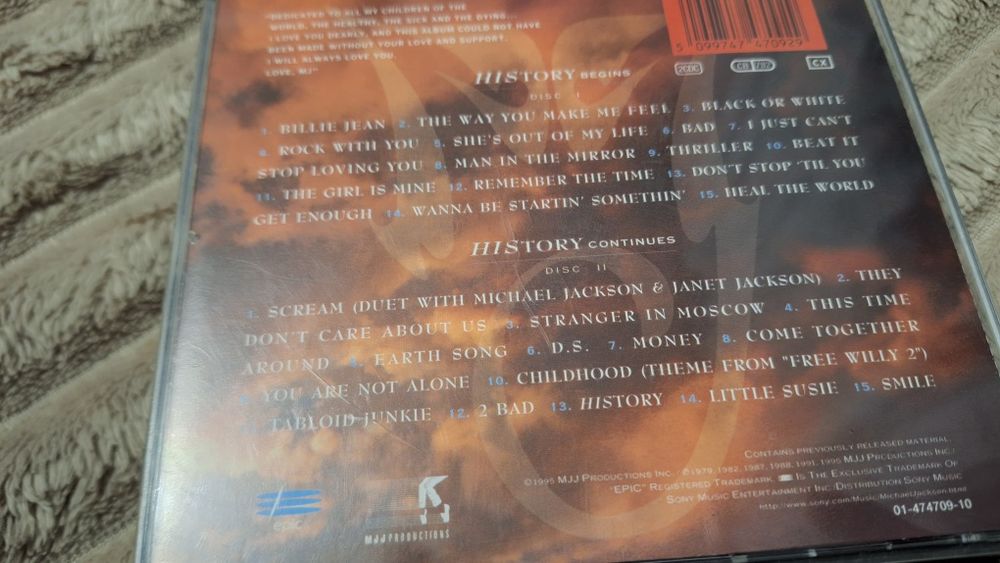 "DEDICATED TO ALL MY CHILDREN OF THE
WORLD, THE HEALTHY, THE SICK AND THE DYING...
I LOVE YOU DEARLY, AND THIS ALBUM COULD NOT HAVE
BEEN MADE WITHOUT YOUR LOVE AND SUPPORT.
I WILL ALWAYS LOVE YOU.
LOVE, MJ"
5 099747 470929
2CDC CB 797 CX
HISTORY BEGINS
DISC I
1. BILLIE JEAN 2. THE WAY YOU MAKE ME FEEL 3. BLACK OR WHITE
4. ROCK WITH YOU 5. SHE'S OUT OF MY LIFE 6. BAD 7. I JUST CAN'T
STOP LOVING YOU 8. MAN IN THE MIRROR 9. THRILLER 10. BEAT IT
11. THE GIRL IS MINE 12. REMEMBER THE TIME 13. DON'T STOP 'TIL YOU
GET ENOUGH 14. WANNA BE STARTIN' SOMETHIN' 15. HEAL THE WORLD
HISTORY CONTINUES
DISC II
1. SCREAM (DUET WITH MICHAEL JACKSON & JANET JACKSON) 2. THEY
DON'T CARE ABOUT US 3. STRANGER IN MOSCOW 4. THIS TIME
AROUND 5. EARTH SONG 6. D.S. 7. MONEY 8. COME TOGETHER
9. YOU ARE NOT ALONE 10. CHILDHOOD (THEME FROM "FREE WILLY 2")
TABLOID JUNKIE 12. 2 BAD 13. HISTORY 14. LITTLE SUSIE 15. SMILE
CONTAINS PREVIOUSLY RELEASED MATERIAL.
©1995 MJJ PRODUCTIONS INC./ ℗1979, 1982, 1987, 1988, 1991, 1995 MJJ PRODUCTIONS INC./
"EPIC" REGISTERED TRADEMARK. IS THE EXCLUSIVE TRADEMARK OF
SONY MUSIC ENTERTAINMENT INC./DISTRIBUTION SONY MUSIC
http://www.sony.com/Music/MichaelJackson.html
01-474709-10
epic
MJJ PRODUCTIONS